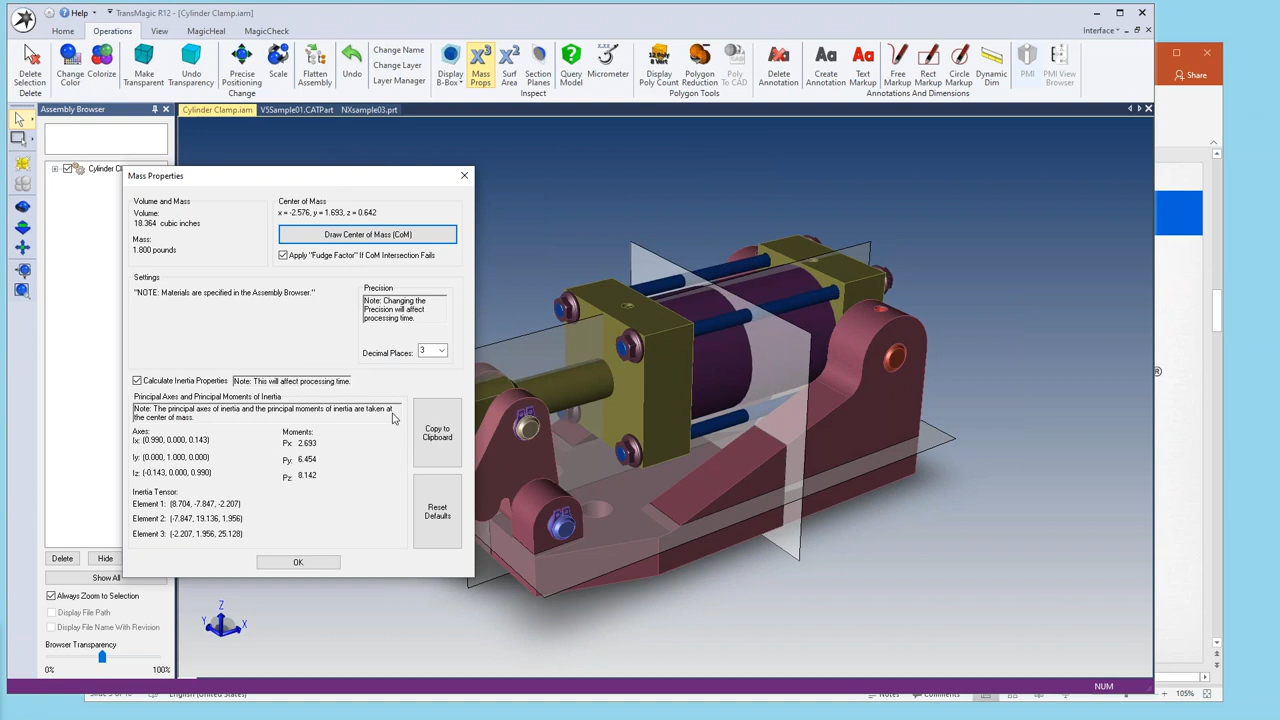 Help TransMagic R12 - [Cylinder Clamp.iam]
Home Operations View MagicHeal MagicCheck Interface
Delete Selection
Delete
Change Color
Colorize
Make Transparent
Undo Transparency
Precise Positioning
Scale
Change
Flatten Assembly
Undo
Change Name
Change Layer
Layer Manager
Display B-Box
Mass Props
Surf Area
Section Planes
Inspect
Query Model
Micrometer
12 Poly
8 Vert
Display Poly Count
Polygon Reduction
Poly To CAD
Polygon Tools
Delete Annotation
Create Annotation
Text Markup
Free Markup
Rect Markup
Circle Markup
Dynamic Dim
Annotations And Dimensions
PMI
PMI View Browser
Share
Assembly Browser
Cylinder Clamp.iam V5Sample01.CATPart NXsample03.prt
Cylinder Cl
Mass Properties
Volume and Mass
Volume:
18.364 cubic inches
Mass:
1.800 pounds
Center of Mass
x = -2.576, y = 1.693, z = 0.642
Draw Center of Mass (CoM)
Apply "Fudge Factor" If CoM Intersection Fails
Settings
"NOTE: Materials are specified in the Assembly Browser."
Precision
Note: Changing the
Precision will affect
processing time.
Decimal Places: 3
Calculate Inertia Properties Note: This will affect processing time.
Principal Axes and Principal Moments of Inertia
Note: The principal axes of inertia and the principal moments of inertia are taken at
the center of mass.
Axes:
Ix: (0.990, 0.000, 0.143)
Iy: (0.000, 1.000, 0.000)
Iz: (-0.143, 0.000, 0.990)
Moments:
Px: 2.693
Py: 6.454
Pz: 8.142
Inertia Tensor:
Element 1: (8.704, -7.847, -2.207)
Element 2: (-7.847, 19.136, 1.956)
Element 3: (-2.207, 1.956, 25.128)
Copy to
Clipboard
Reset
Defaults
OK
Delete Hide
Show All
Always Zoom to Selection
Display File Path
Display File Name With Revision
Browser Transparency
0% 100%
Z
Y X
®
NUM
English (United States) Notes Comments 105%